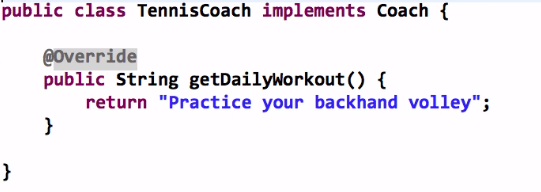 public class TennisCoach implements Coach {
@Override
public String getDailyWorkout() {
return "Practice your backhand volley";
}
}